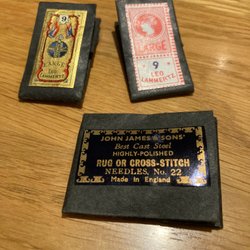 9
LARGE
LEO
LAMMERTZ
LARGE
9
LEO
LAMMERTZ
JOHN JAMES & SONS'
Best Cast Steel
HIGHLY-POLISHED
RUG OR CROSS-STITCH
NEEDLES, No. 22
Made in England